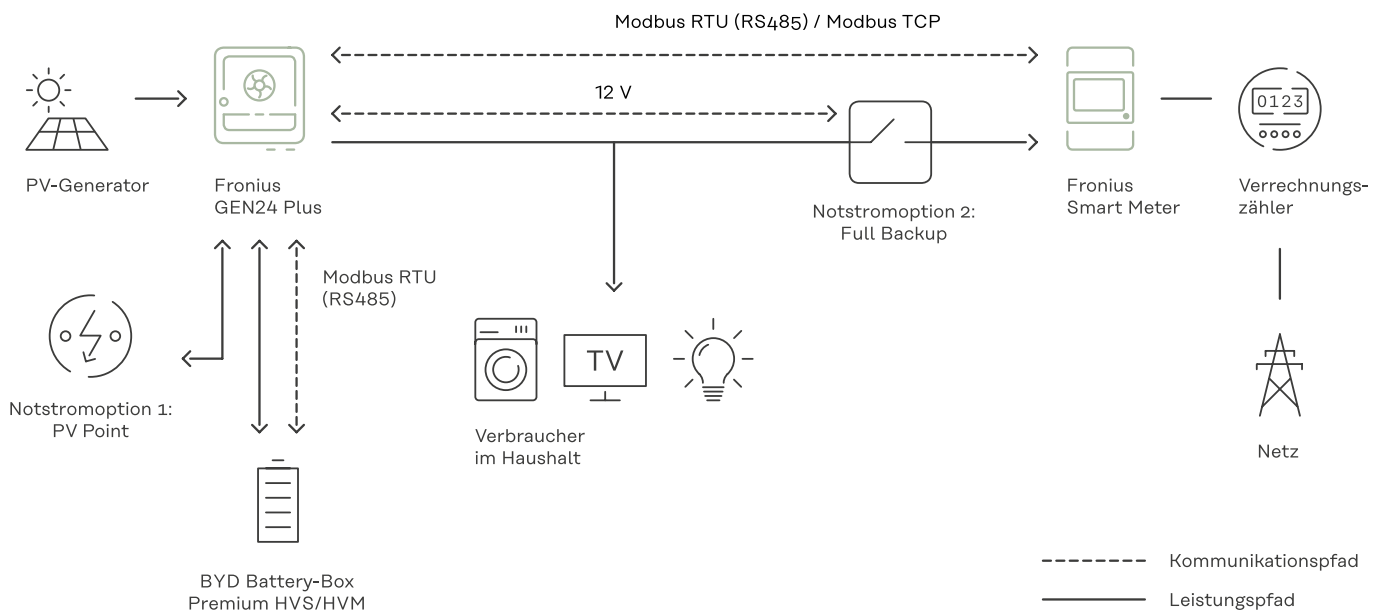 Modbus RTU (RS485) / Modbus TCP
12 V
0123
PV-Generator
Fronius
GEN24 Plus
Notstromoption 2:
Full Backup
Fronius
Smart Meter
Verrechnungs-
zähler
Modbus RTU
(RS485)
TV
Notstromoption 1:
PV Point
Verbraucher
im Haushalt
Netz
BYD Battery-Box
Premium HVS/HVM
Kommunikationspfad
Leistungspfad